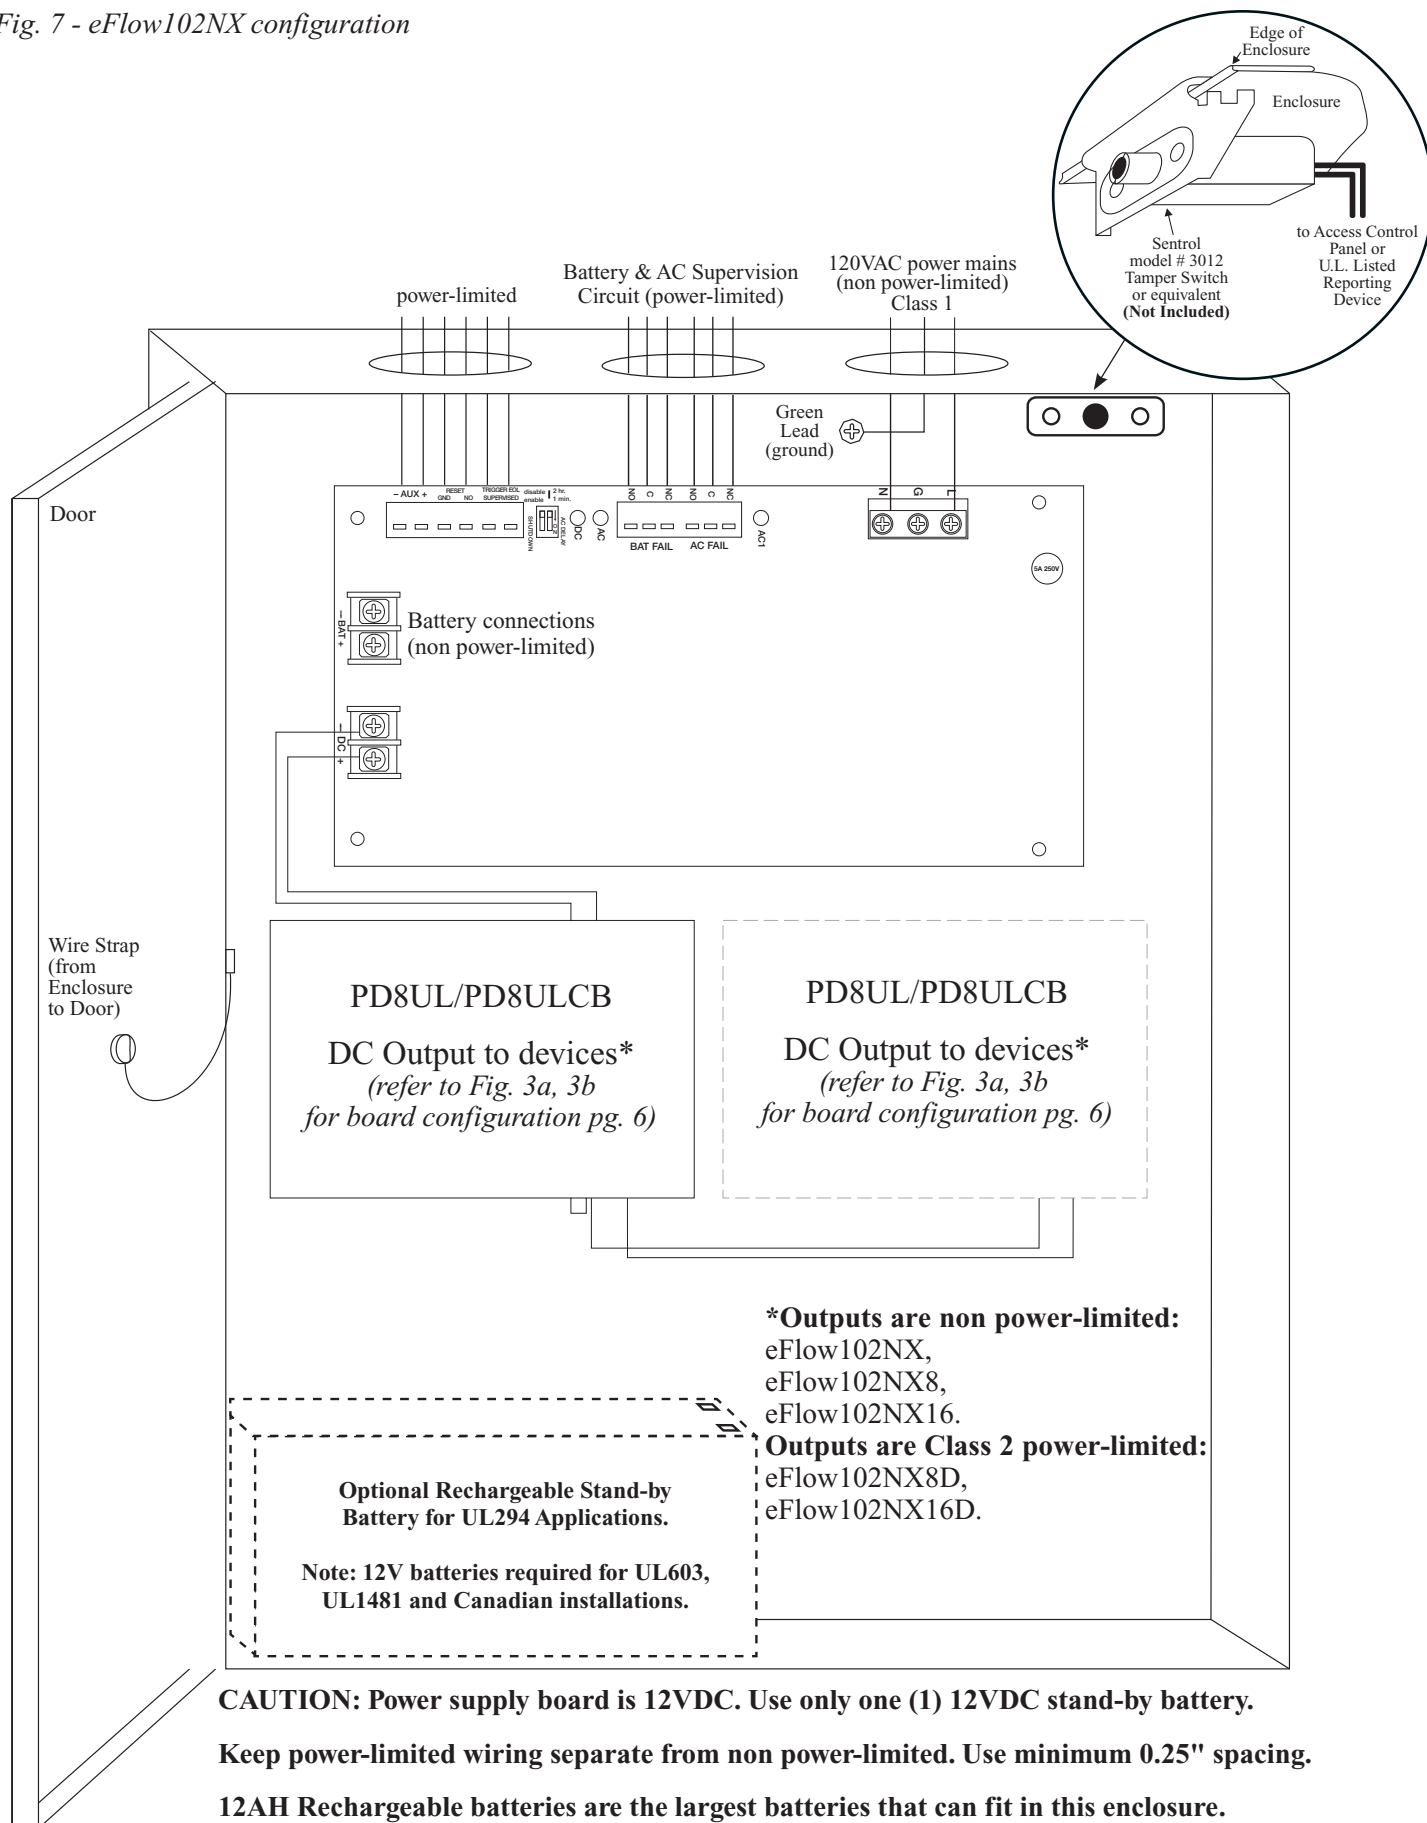 Fig. 7 - eFlow102NX configuration
Edge of
Enclosure
Enclosure
Sentrol
model # 3012
Tamper Switch
or equivalent
(Not Included)
to Access Control
Panel or
U.L. Listed
Reporting
Device
power-limited
Battery & AC Supervision
Circuit (power-limited)
120VAC power mains
(non power-limited)
Class 1
Green
Lead
(ground)
Door
– AUX +
RESET
GND NO
TRIGGER EOL
SUPERVISED
disable
enable
2 hr.
1 min.
SHUTDOWN
AC DELAY
DC
AC
NO C NC NO C NC
BAT FAIL AC FAIL
AC1
N G L
5A 250V
– BAT +
Battery connections
(non power-limited)
– DC +
Wire Strap
(from
Enclosure
to Door)
PD8UL/PD8ULCB
DC Output to devices*
(refer to Fig. 3a, 3b
for board configuration pg. 6)
PD8UL/PD8ULCB
DC Output to devices*
(refer to Fig. 3a, 3b
for board configuration pg. 6)
*Outputs are non power-limited:
eFlow102NX,
eFlow102NX8,
eFlow102NX16.
Outputs are Class 2 power-limited:
eFlow102NX8D,
eFlow102NX16D.
Optional Rechargeable Stand-by
Battery for UL294 Applications.
Note: 12V batteries required for UL603,
UL1481 and Canadian installations.
CAUTION: Power supply board is 12VDC. Use only one (1) 12VDC stand-by battery.
Keep power-limited wiring separate from non power-limited. Use minimum 0.25" spacing.
12AH Rechargeable batteries are the largest batteries that can fit in this enclosure.